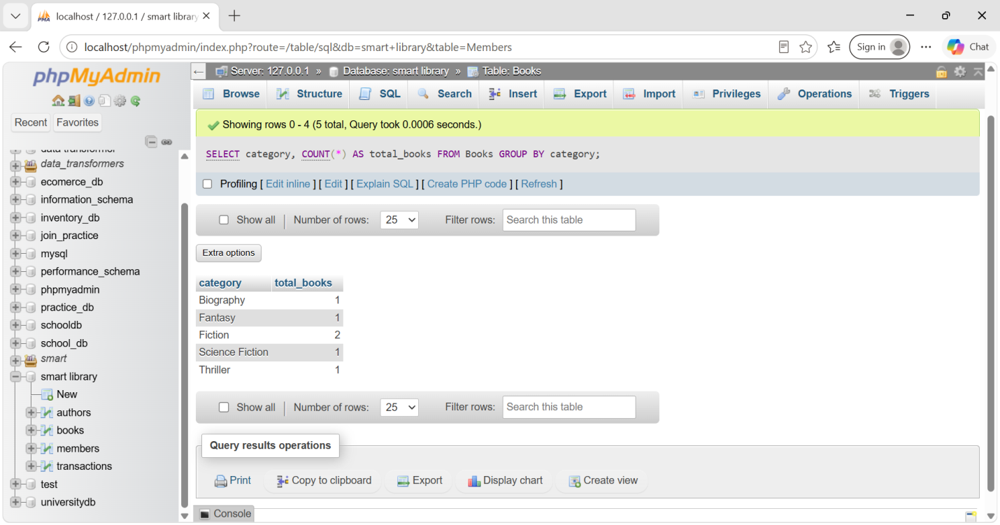 localhost / 127.0.0.1 / smart library
localhost/phpmyadmin/index.php?route=/table/sql&db=smart+library&table=Members
Sign in
Chat
phpMyAdmin
Recent
Favorites
data_transformers
ecomerce_db
information_schema
inventory_db
join_practice
mysql
performance_schema
phpmyadmin
practice_db
schooldb
school_db
smart
smart library
New
authors
books
members
transactions
test
universitydb
Server: 127.0.0.1 » Database: smart library » Table: Books
Browse Structure SQL Search Insert Export Import Privileges Operations Triggers
Showing rows 0 - 4 (5 total, Query took 0.0006 seconds.)
SELECT category, COUNT(*) AS total_books FROM Books GROUP BY category;
Profiling [ Edit inline ] [ Edit ] [ Explain SQL ] [ Create PHP code ] [ Refresh ]
Show all | Number of rows: 25 Filter rows: Search this table
Extra options
category total_books
Biography 1
Fantasy 1
Fiction 2
Science Fiction 1
Thriller 1
Show all | Number of rows: 25 Filter rows: Search this table
Query results operations
Print Copy to clipboard Export Display chart Create view
Console